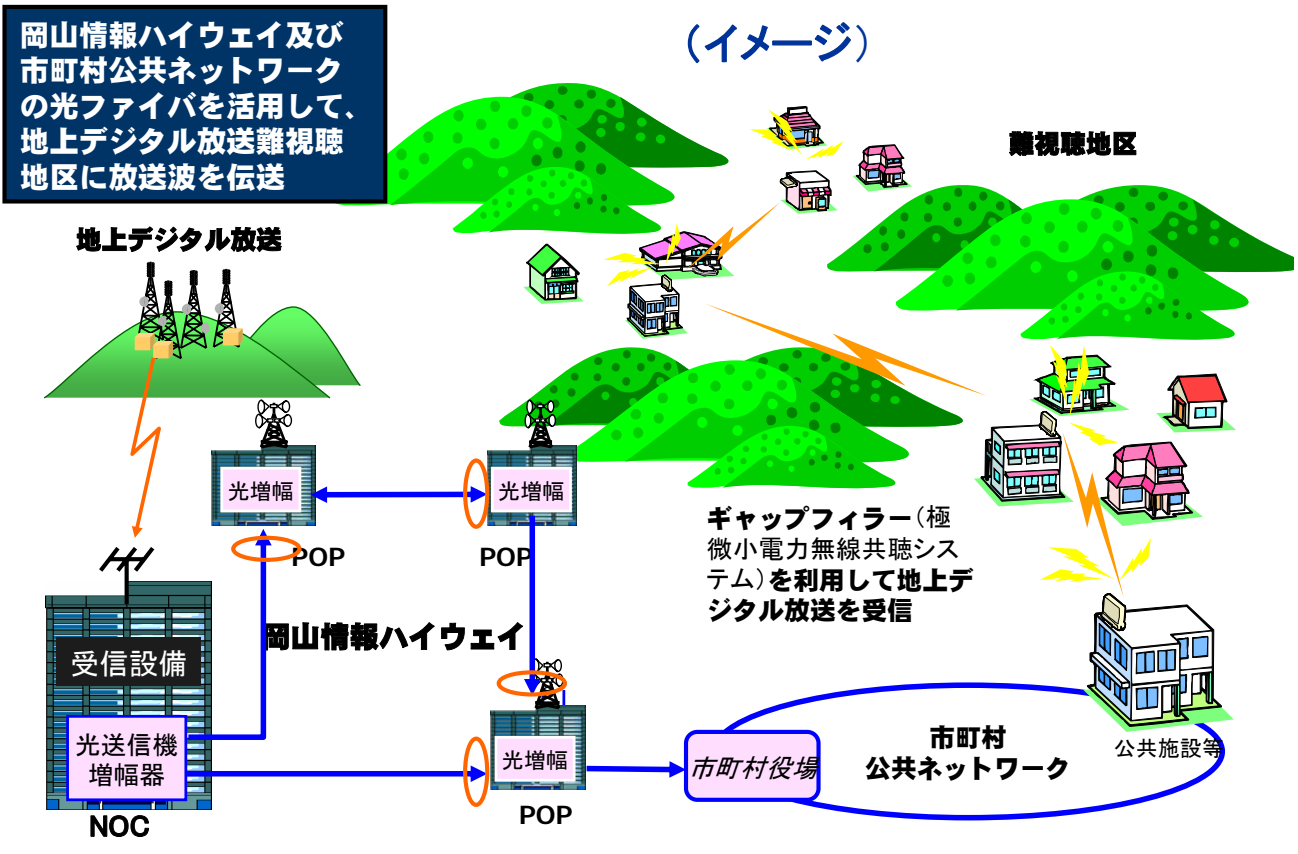 岡山情報ハイウェイ及び
市町村公共ネットワーク
の光ファイバを活用して、
地上デジタル放送難視聴
地区に放送波を伝送
（イメージ）
難視聴地区
地上デジタル放送
光増幅
光増幅
POP
POP
ギャップフィラー（極
微小電力無線共聴シス
テム）を利用して地上デ
ジタル放送を受信
岡山情報ハイウェイ
受信設備
光送信機
増幅器
NOC
光増幅
POP
市町村役場
市町村
公共ネットワーク
公共施設等